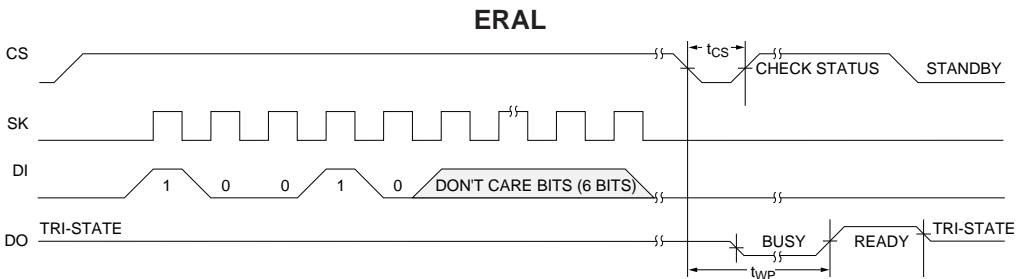 ERAL
CS
tCS
CHECK STATUS
STANDBY
SK
DI
1 0 0 1 0 DON'T CARE BITS (6 BITS)
DO
TRI-STATE
BUSY
READY
TRI-STATE
tWP